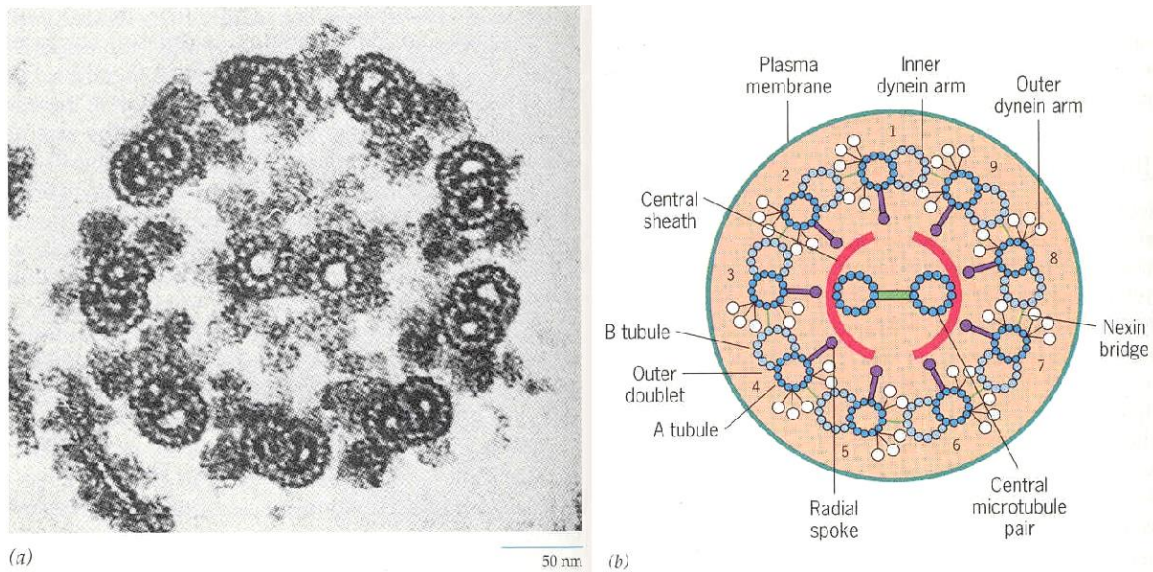 Plasma
membrane
Inner
dynein arm
Outer
dynein arm
1
2
9
Central
sheath
3
8
B tubule
Nexin
bridge
Outer
doublet
4
7
A tubule
5
6
Radial
spoke
Central
microtubule
pair
(a)
50 nm
(b)